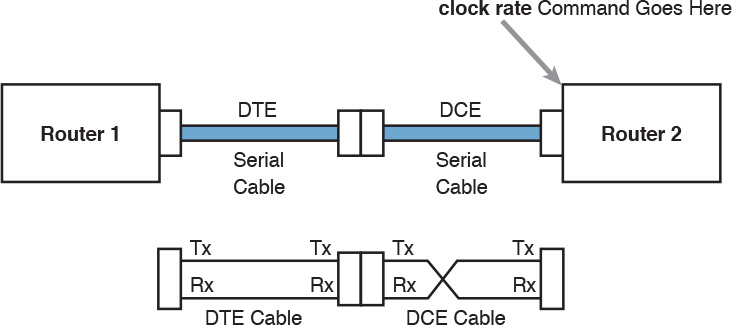 clock rate Command Goes Here
DTE
DCE
Router 1
Router 2
Serial
Cable
Serial
Cable
Tx
Tx
Tx
Tx
Rx
Rx
Rx
Rx
DTE Cable
DCE Cable